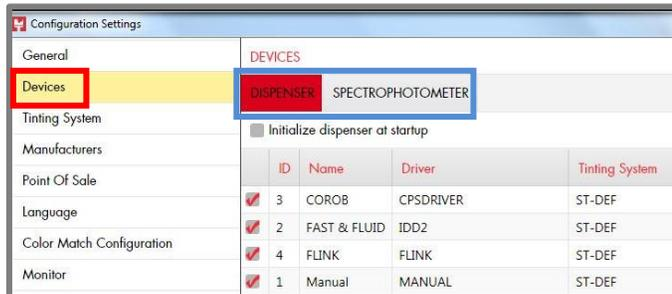 Configuration Settings
General
Devices
Tinting System
Manufacturers
Point Of Sale
Language
Color Match Configuration
Monitor
DEVICES
DISPENSER SPECTROPHOTOMETER
Initialize dispenser at startup
ID Name Driver Tinting System
3 COROB CPSDRIVER ST-DEF
2 FAST & FLUID IDD2 ST-DEF
4 FLINK FLINK ST-DEF
1 Manual MANUAL ST-DEF